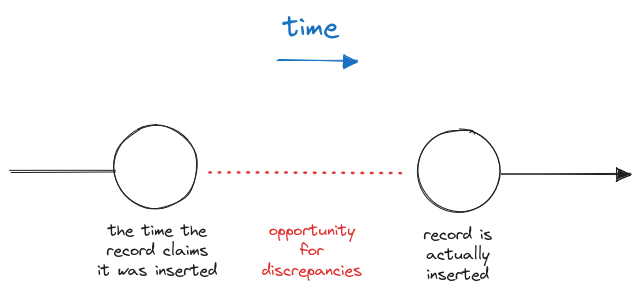 time
the time the
record claims
it was inserted
opportunity
for
discrepancies
record is
actually
inserted